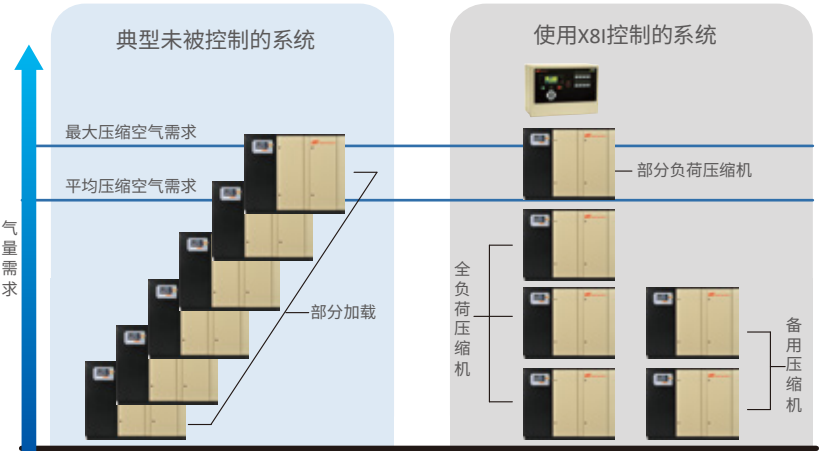 典型未被控制的系统
使用X8I控制的系统
最大压缩空气需求
部分负荷压缩机
平均压缩空气需求
气量需求
全负荷压缩机
部分加载
备用压缩机